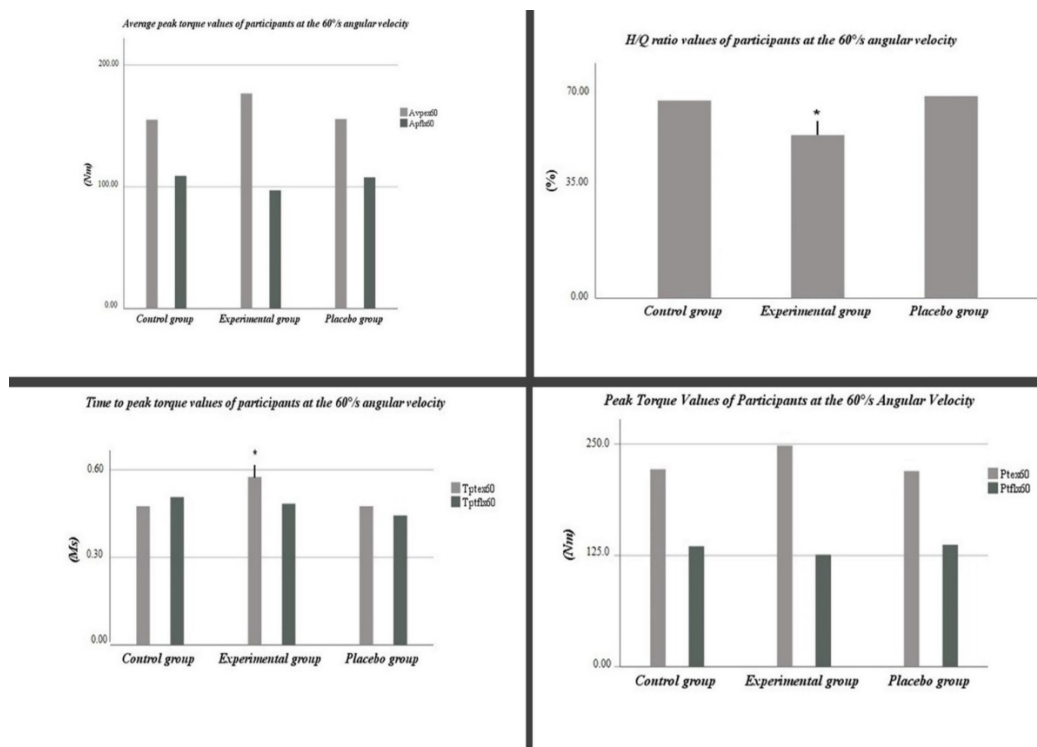 Average peak torque values of participants at the 60°/s angular velocity
200.00
100.00
0.00
(Nm)
Avpex60
Apflx60
Control group
Experimental group
Placebo group
H/Q ratio values of participants at the 60°/s angular velocity
70.00
35.00
0.00
(%)
*
Control group
Experimental group
Placebo group
Time to peak torque values of participants at the 60°/s angular velocity
0.60
0.30
0.00
(Ms)
*
Tptex60
Tptflx60
Control group
Experimental group
Placebo group
Peak Torque Values of Participants at the 60°/s Angular Velocity
250.0
125.0
0.00
(Nm)
Ptex60
Ptflx60
Control group
Experimental group
Placebo group